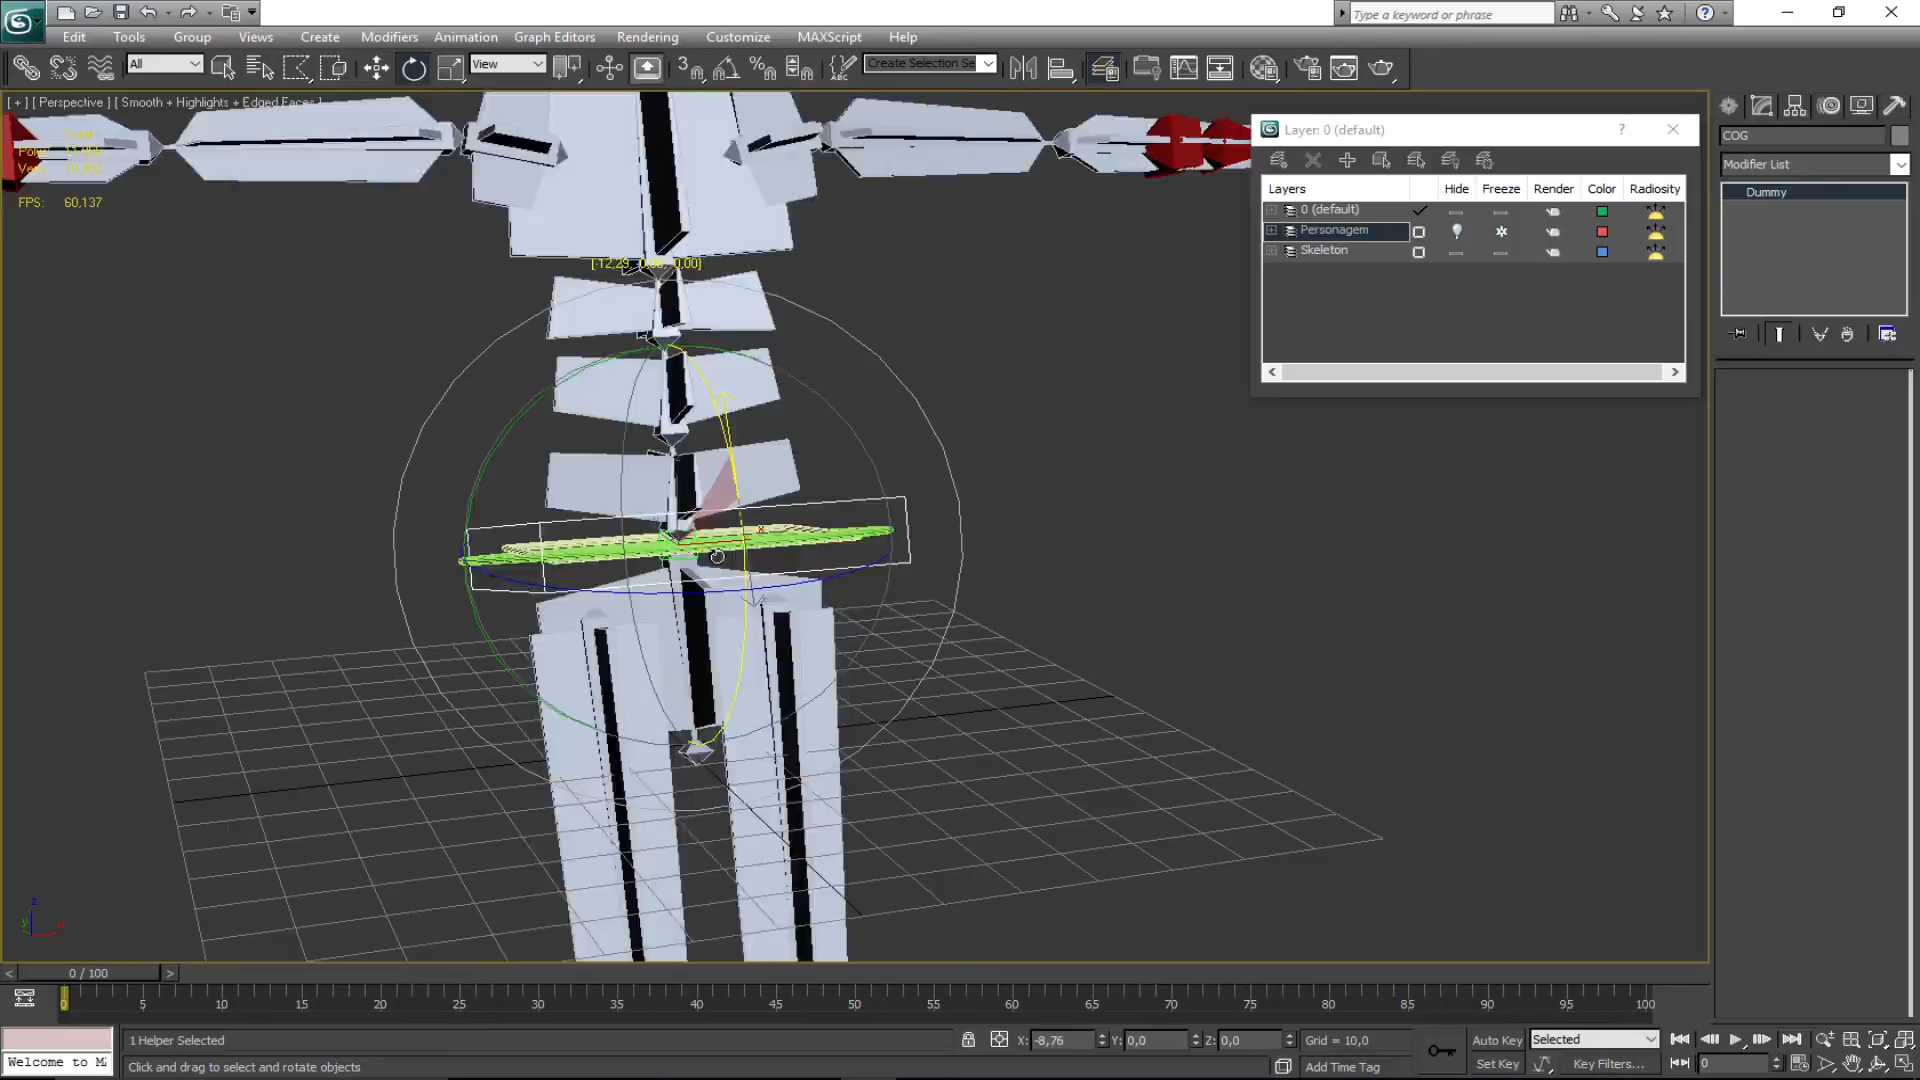 Type a keyword or phrase
Edit Tools Group Views Create Modifiers Animation Graph Editors Rendering Customize MAXScript Help
All
View
3
ABC
Create Selection Se
[ + ] [ Perspective ] [ Smooth + Highlights + Edged Faces ]
Total
FPS: 60,137
[-12,29, 0,00, 0,00]
x
z
y
x
Layer: 0 (default)
?
Layers Hide Freeze Render Color Radiosity
0 (default)
Personagem
Skeleton
COG
Modifier List
Dummy
< 0 / 100 >
0 5 10 15 20 25 30 35 40 45 50 55 60 65 70 75 80 85 90 95 100
1 Helper Selected
X: -8,76 Y: 0,0 Z: 0,0
Grid = 10,0
Auto Key
Selected
Welcome to M
Click and drag to select and rotate objects
Add Time Tag
Set Key
Key Filters...
0